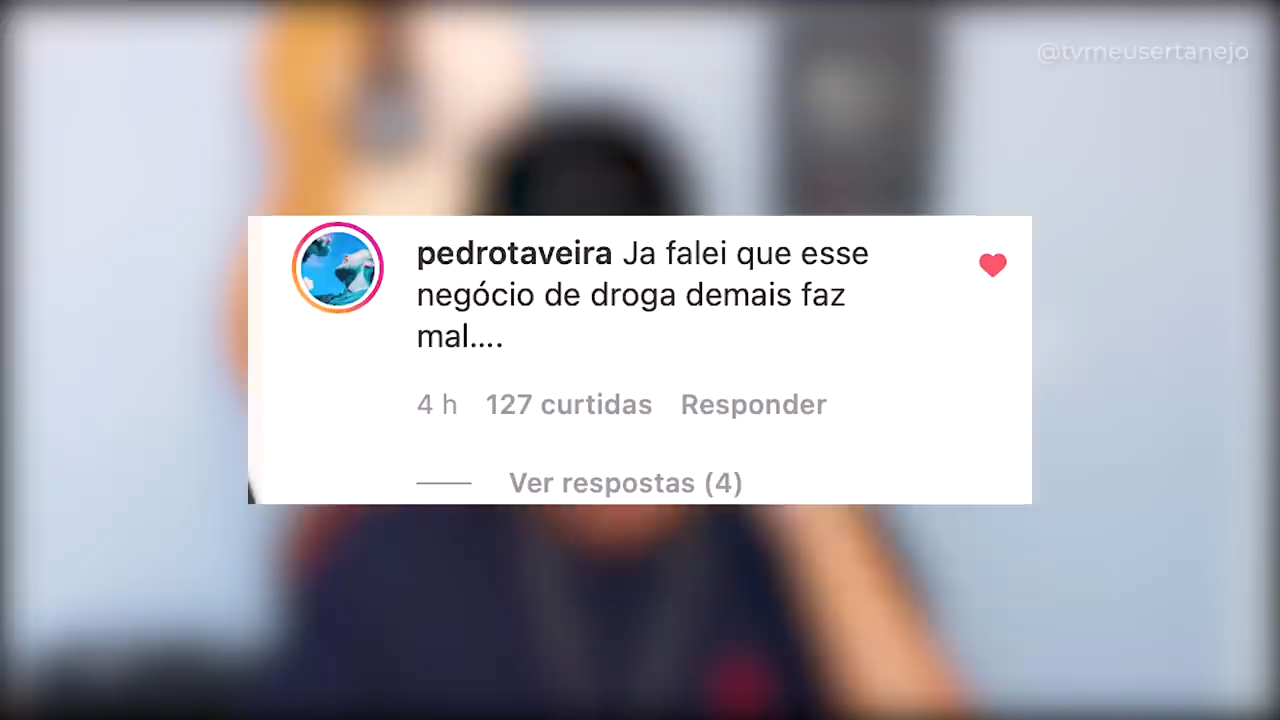 @tvmeusertanejo
pedrotaveira Ja falei que esse
negócio de droga demais faz
mal....
4 h 127 curtidas Responder
Ver respostas (4)